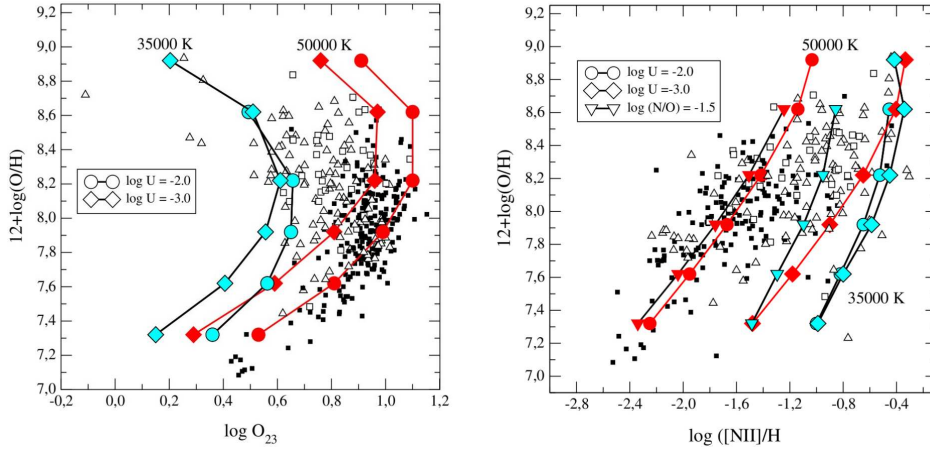 35000 K
50000 K
log U = -2.0
log U = -3.0
12+log(O/H)
9,0
8,8
8,6
8,4
8,2
8,0
7,8
7,6
7,4
7,2
7,0
-0,2
0,0
0,2
0,4
0,6
0,8
1,0
1,2
log O23
50000 K
log U = -2.0
log U = -3.0
log (N/O) = -1.5
35000 K
12+log(O/H)
9,0
8,8
8,6
8,4
8,2
8,0
7,8
7,6
7,4
7,2
7,0
-2,8
-2,4
-2,0
-1,6
-1,2
-0,8
-0,4
log ([NII]/H